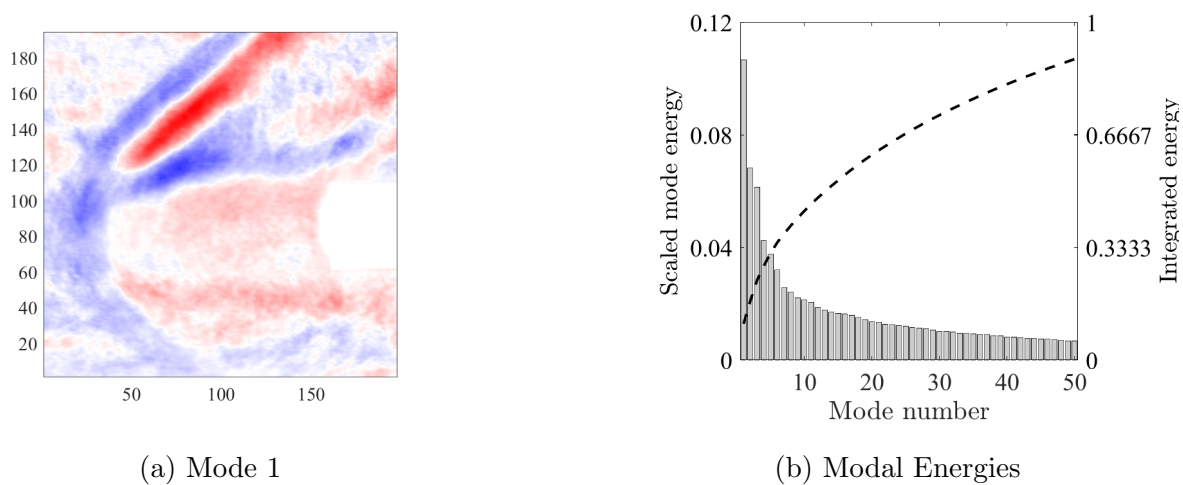 180
160
140
120
100
80
60
40
20
50 100 150
(a) Mode 1
0.12
0.08
0.04
0
Scaled mode energy
1
0.6667
0.3333
0
Integrated energy
10 20 30 40 50
Mode number
(b) Modal Energies